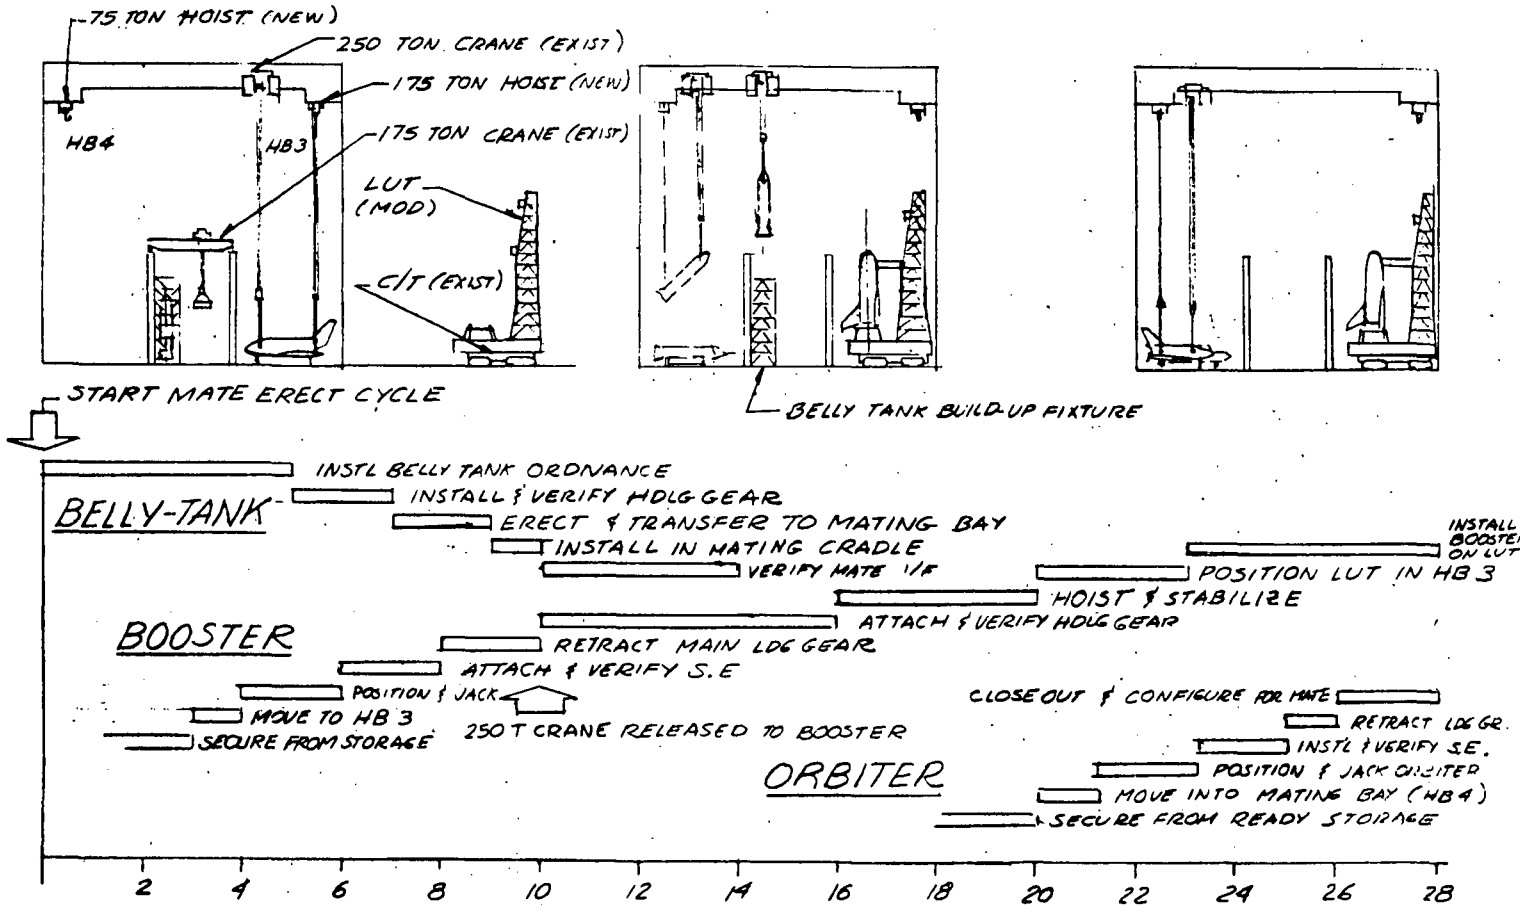 75 TON HOIST (NEW)
250 TON CRANE (EXIST)
175 TON HOIST (NEW)
175 TON CRANE (EXIST)
HB4
HB3
LUT
(MOD)
C/T (EXIST)
START MATE ERECT CYCLE
BELLY TANK BUILD-UP FIXTURE
INSTL BELLY TANK ORDNANCE
BELLY-TANK
INSTALL & VERIFY HDLG GEAR
ERECT & TRANSFER TO MATING BAY
INSTALL IN MATING CRADLE
VERIFY MATE I/F
INSTALL
BOOSTER
ON LUT
POSITION LUT IN HB 3
HOIST & STABILIZE
ATTACH & VERIFY HDLG GEAR
BOOSTER
RETRACT MAIN LDG GEAR
ATTACH & VERIFY S.E
POSITION & JACK
MOVE TO HB 3
SECURE FROM STORAGE
250 T CRANE RELEASED TO BOOSTER
CLOSE OUT & CONFIGURE FOR MATE
RETRACT LDG GR.
INSTL & VERIFY S.E.
ORBITER
POSITION & JACK ORBITER
MOVE INTO MATING BAY (HB4)
SECURE FROM READY STORAGE
2 4 6 8 10 12 14 16 18 20 22 24 26 28